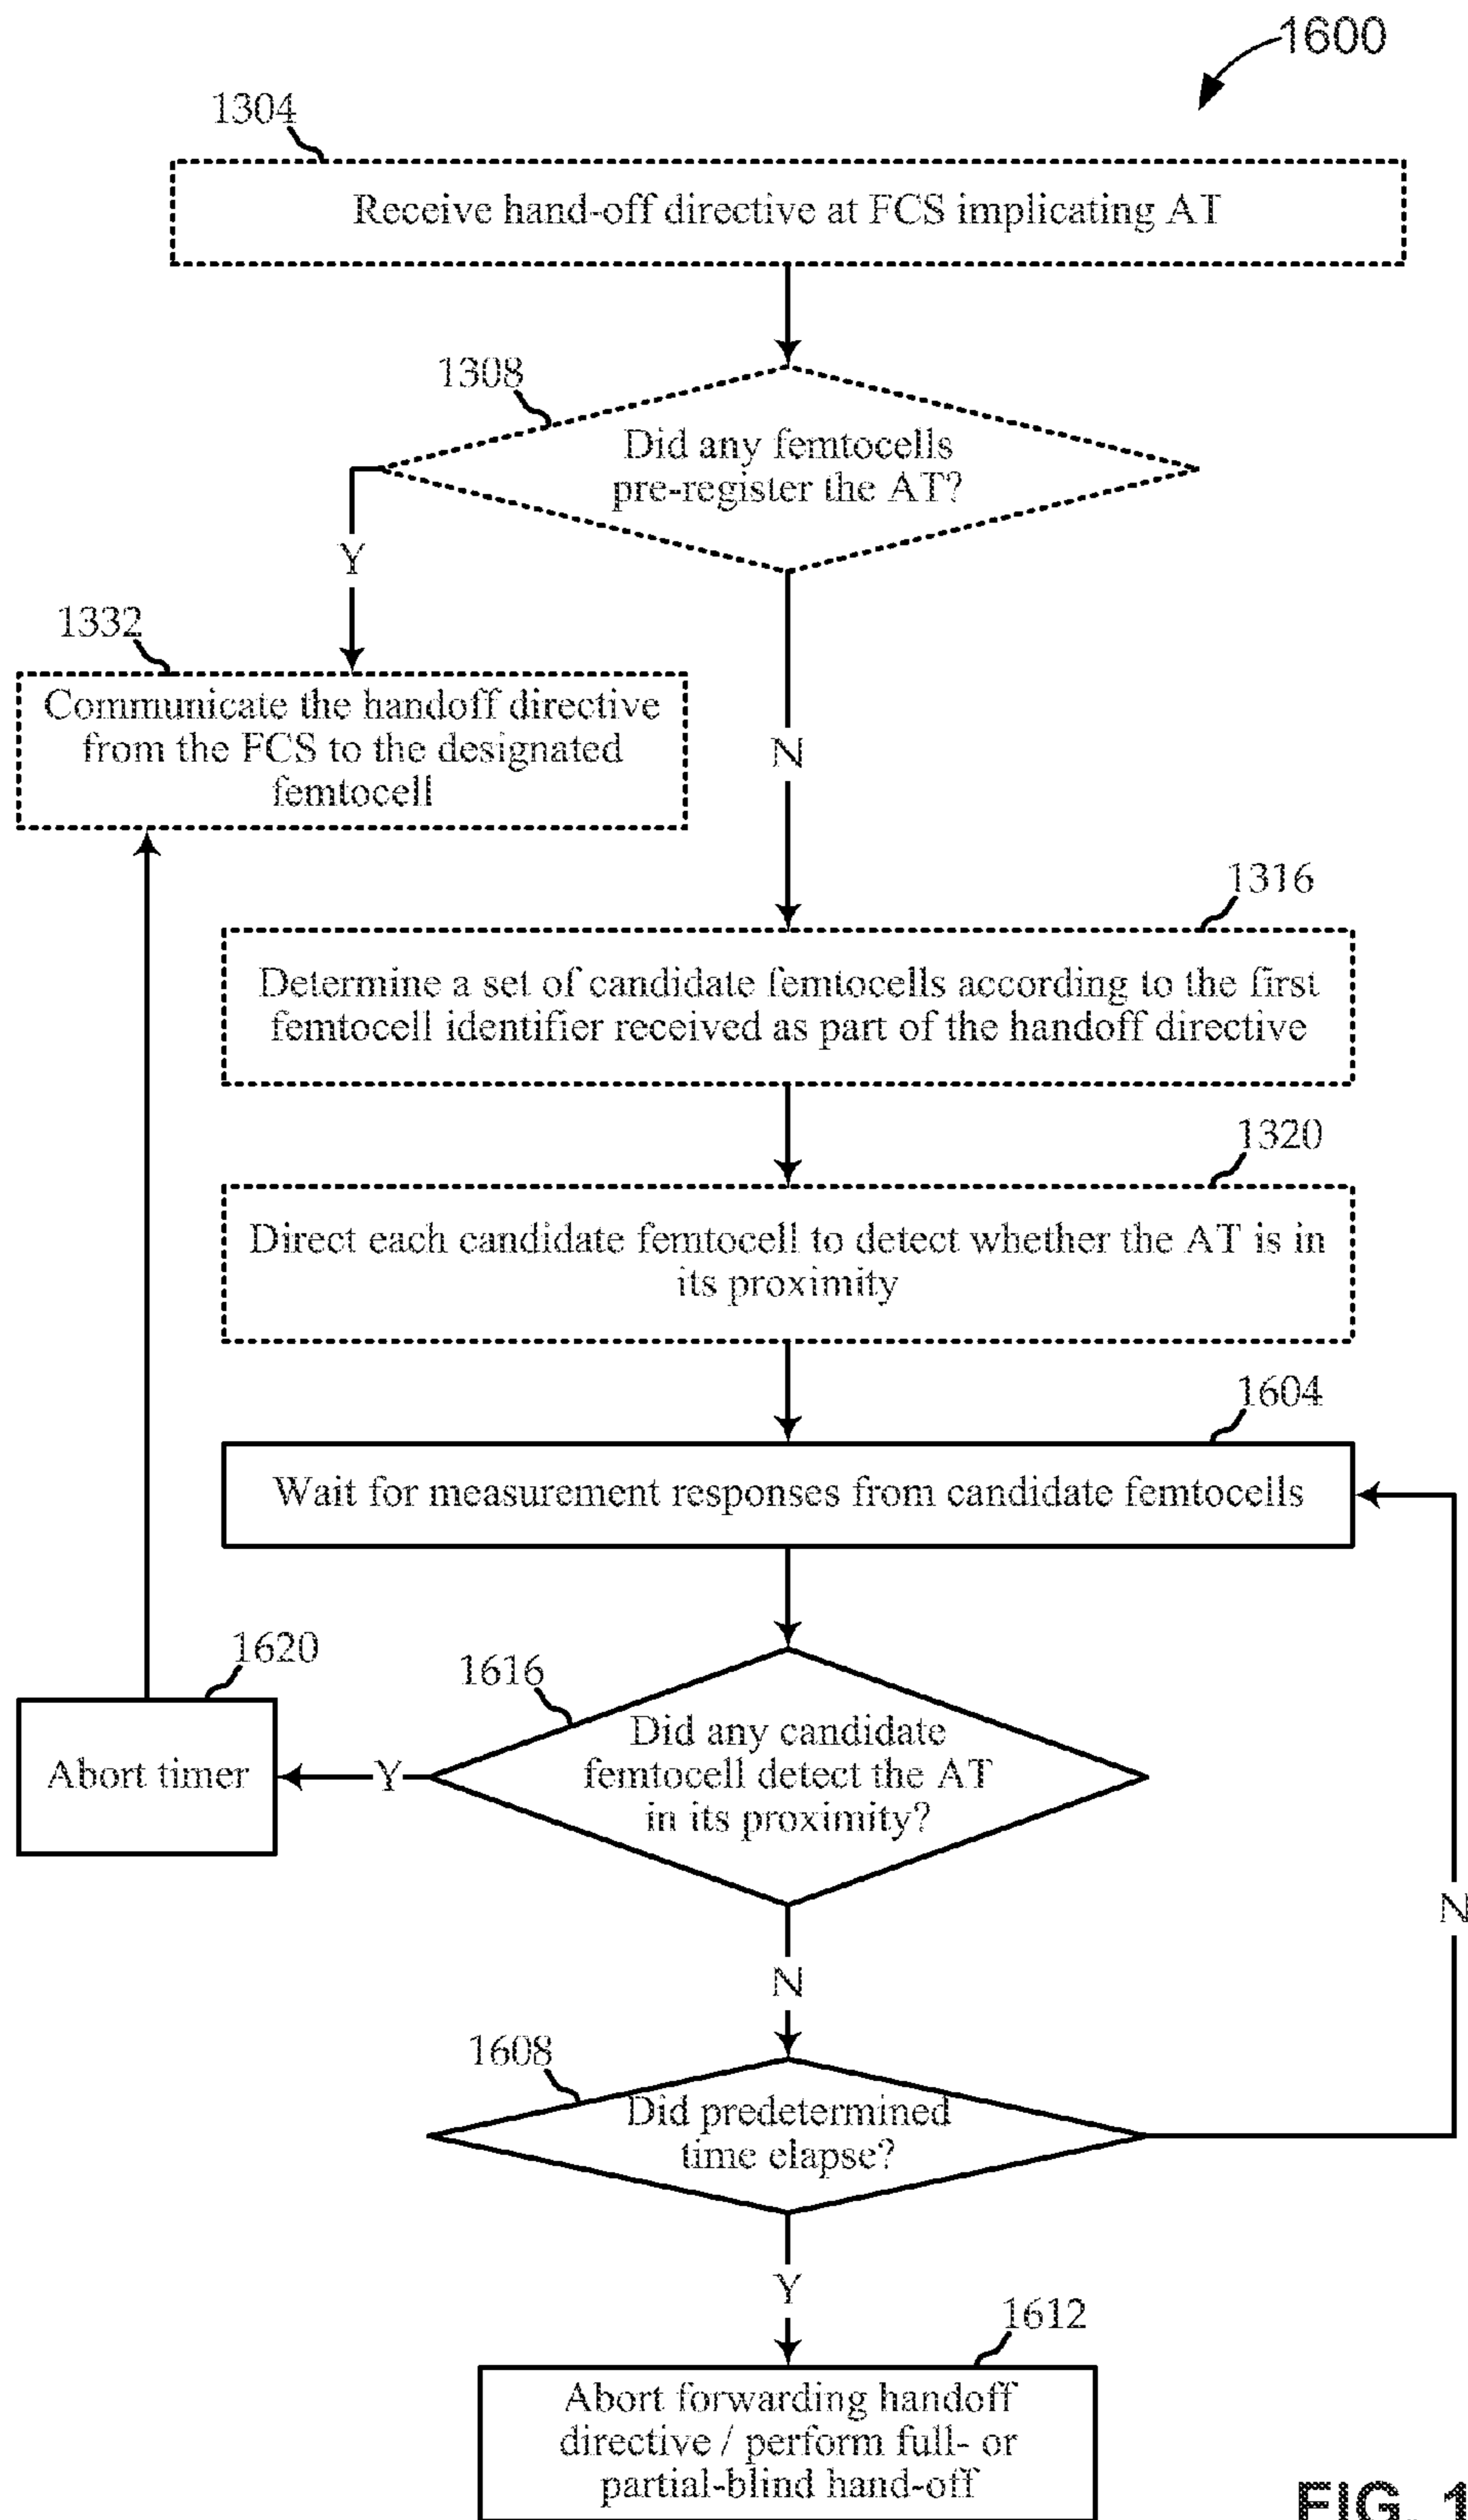 1600
1304
Receive hand-off directive at FCS implicating AT
1308
Did any femtocells
pre-register the AT?
Y
1332
Communicate the handoff directive
from the FCS to the designated
femtocell
N
1316
Determine a set of candidate femtocells according to the first
femtocell identifier received as part of the handoff directive
1320
Direct each candidate femtocell to detect whether the AT is in
its proximity
1604
Wait for measurement responses from candidate femtocells
1620
1616
Did any candidate
femtocell detect the AT
in its proximity?
Abort timer
Y
N
N
1608
Did predetermined
time elapse?
Y
1612
Abort forwarding handoff
directive / perform full- or
partial-blind hand-off
FIG. 1